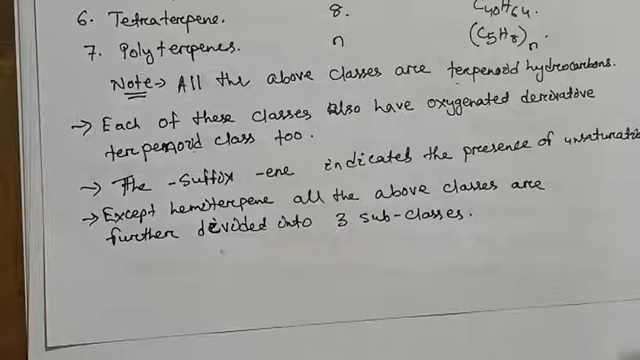 6. Tetraterpene. 8. C40H64.
7. Polyterpenes. n (C5H8)n.
Note-> All the above classes are terpenoid hydrocarbons.
-> Each of these classes also have oxygenated derivative
terpenoid class too.
-> The -Suffix -ene indicates the presence of unsaturatio
-> Except hemiterpene all the above classes are
further devided into 3 sub-classes.